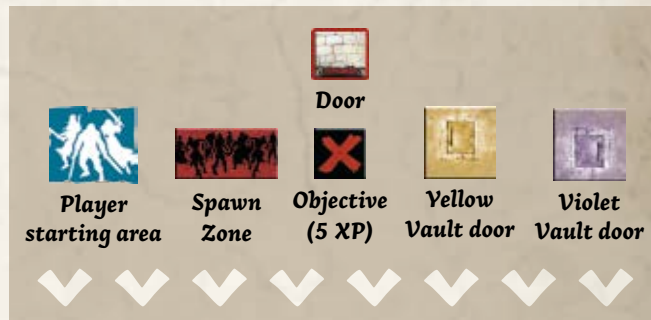 Door
Player
starting area
Spawn
Zone
Objective
(5 XP)
Yellow
Vault door
Violet
Vault door